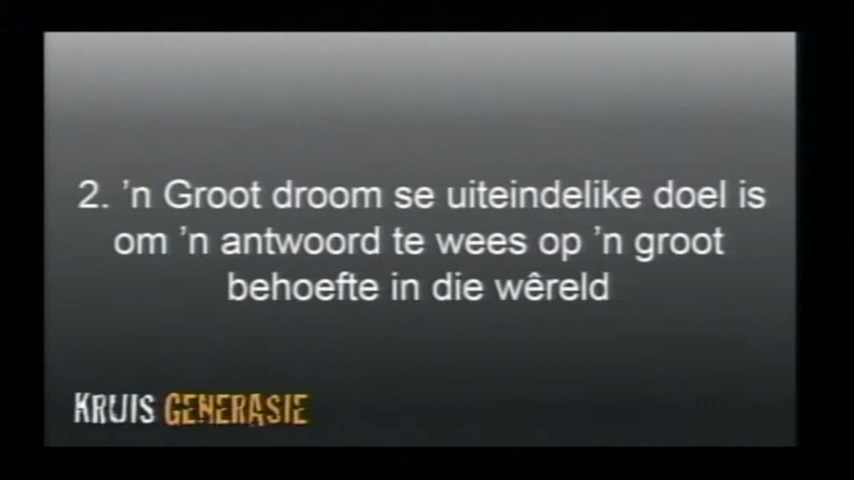 2. 'n Groot droom se uiteindelike doel is
om 'n antwoord te wees op 'n groot
behoefte in die wêreld
KRUIS GENERASIE